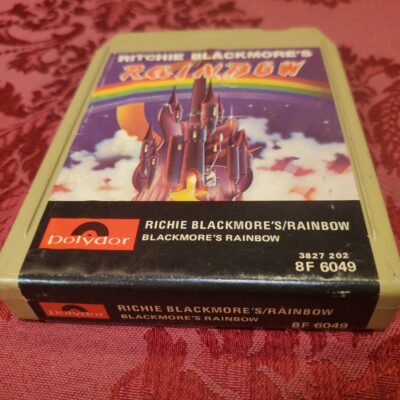 RITCHIE BLACKMORE'S
RAINBOW
polydor
RICHIE BLACKMORE'S/RAINBOW
BLACKMORE'S RAINBOW
3827 202
8F 6049
polydor
RICHIE BLACKMORE'S/RAINBOW
BLACKMORE'S RAINBOW
8F 6049